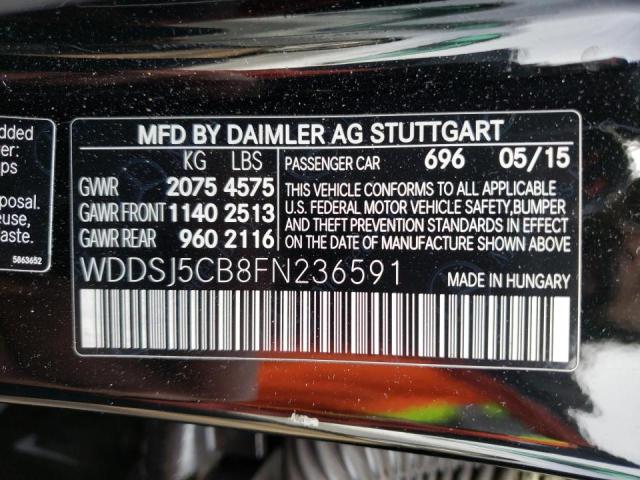 dded
er:
ps
posal.
euse,
aste.
5863652
MFD BY DAIMLER AG STUTTGART
KG LBS PASSENGER CAR 696 05/15
GVWR 2075 4575 THIS VEHICLE CONFORMS TO ALL APPLICABLE
GAWR FRONT 1140 2513 U.S. FEDERAL MOTOR VEHICLE SAFETY,BUMPER
AND THEFT PREVENTION STANDARDS IN EFFECT
GAWR REAR 960 2116 ON THE DATE OF MANUFACTURE SHOWN ABOVE.
WDDSJ5CB8FN236591 MADE IN HUNGARY